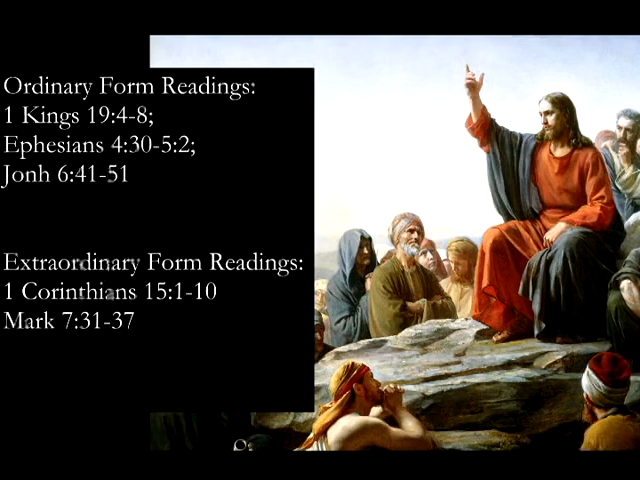 Ordinary Form Readings:
1 Kings 19:4-8;
Ephesians 4:30-5:2;
Jonh 6:41-51
Extraordinary Form Readings:
1 Corinthians 15:1-10
Mark 7:31-37